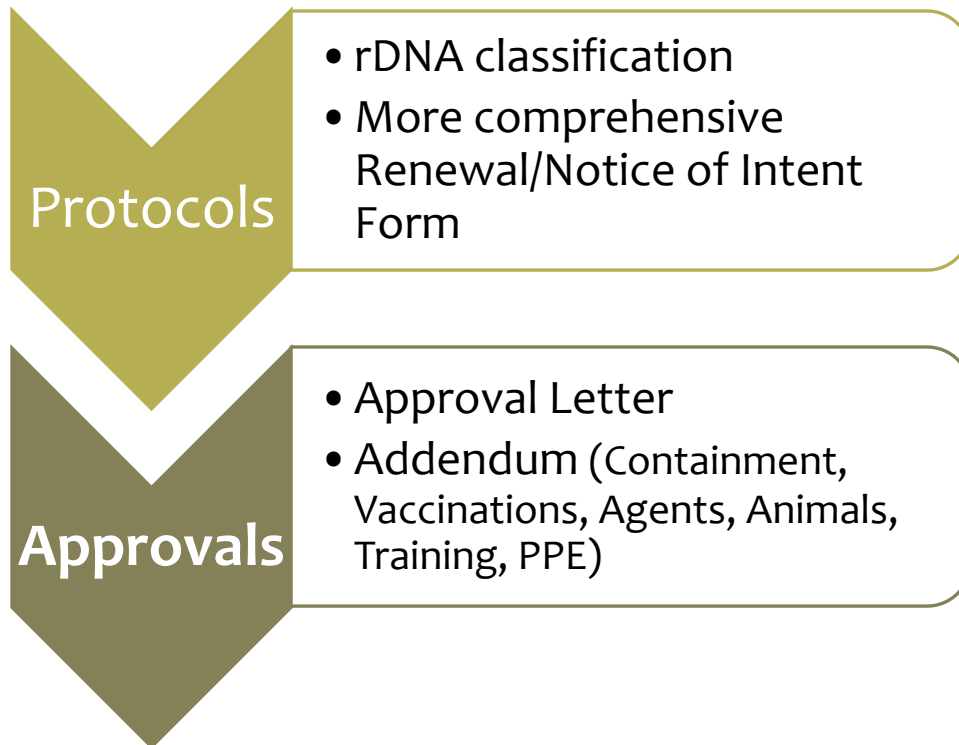 Protocols
• rDNA classification
• More comprehensive
Renewal/Notice of Intent
Form
Approvals
• Approval Letter
• Addendum (Containment,
Vaccinations, Agents, Animals,
Training, PPE)